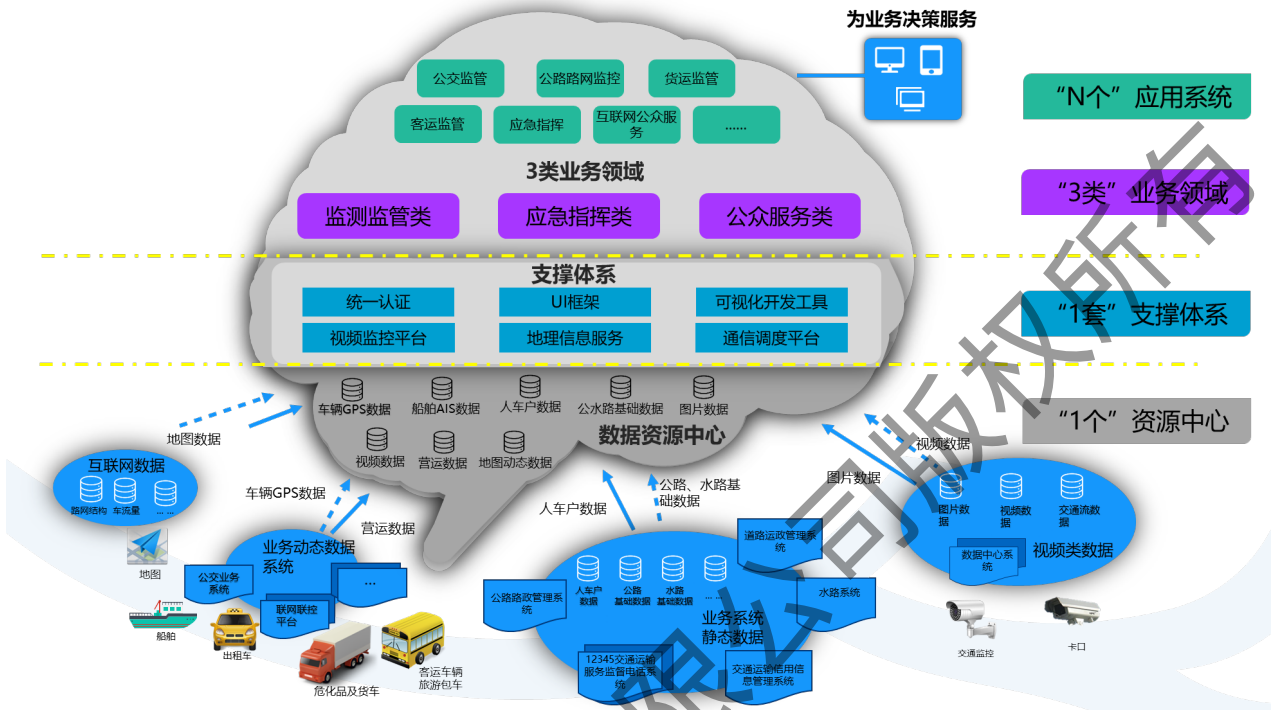 为业务决策服务
公交监管
公路路网监控
货运监管
客运监管
应急指挥
互联网公众服
务
......
3类业务领域
监测监管类
应急指挥类
公众服务类
“N个”应用系统
“3类”业务领域
支撑体系
统一认证
UI框架
可视化开发工具
视频监控平台
地理信息服务
通信调度平台
“1套”支撑体系
车辆GPS数据
船舶AIS数据
人车户数据
公水路基础数据
图片数据
视频数据
营运数据
地图动态数据
数据资源中心
“1个”资源中心
地图数据
互联网数据
路网结构
车流量
... ...
地图
车辆GPS数据
营运数据
业务动态数据
系统
公交业务
系统
联网联控
平台
...
船舶
出租车
危化品及货车
客运车辆
旅游包车
人车户数据
公路、水路基
础数据
人车户
数据
公路
基础数据
水路
基础数据
... ...
业务系统
静态数据
公路路政管理系
统
道路运政管理系
统
水路系统
12345交通运输
服务监督电话系
统
交通运输信用信
息管理系统
图片数据
视频数据
图片数
据
视频数
据
交通流数
据
数据中心系
统
视频类数据
交通监控
卡口
限公司版权所有